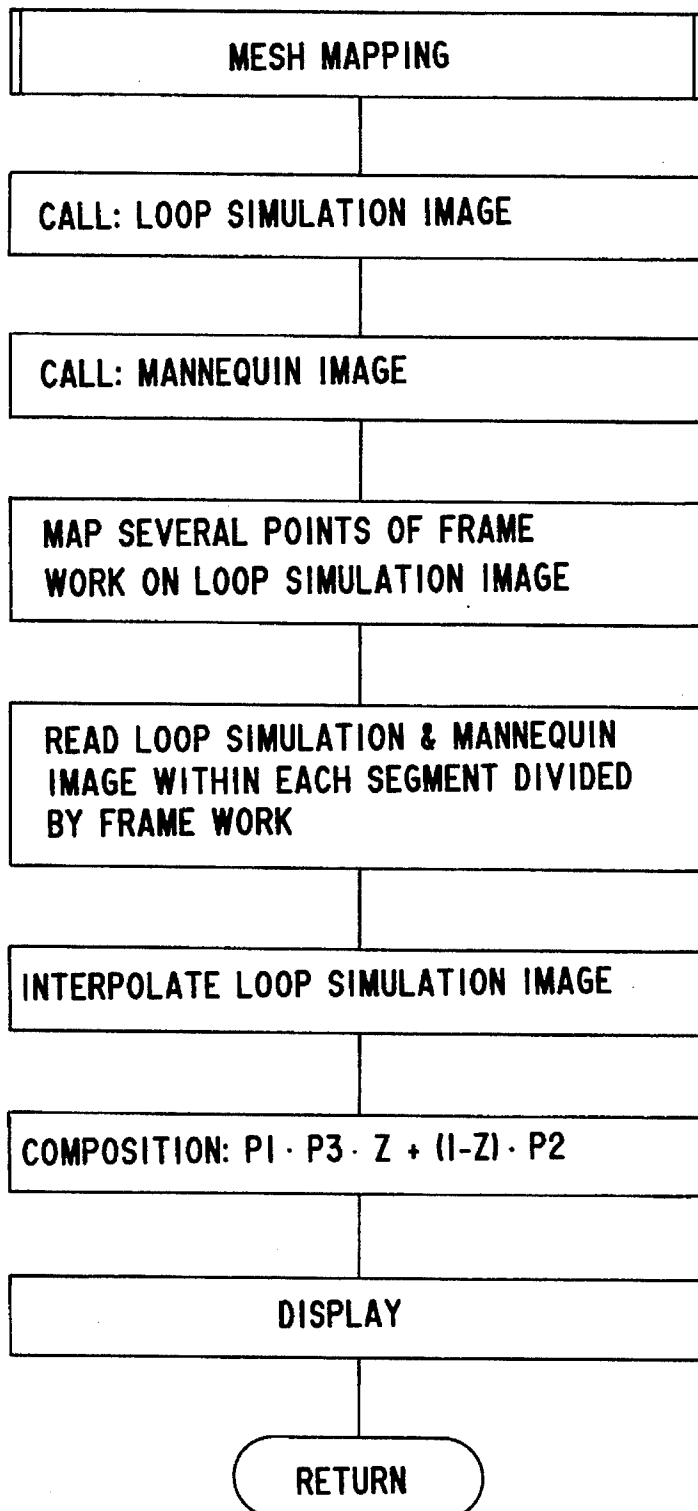 MESH MAPPING
CALL: LOOP SIMULATION IMAGE
CALL: MANNEQUIN IMAGE
MAP SEVERAL POINTS OF FRAME
WORK ON LOOP SIMULATION IMAGE
READ LOOP SIMULATION & MANNEQUIN
IMAGE WITHIN EACH SEGMENT DIVIDED
BY FRAME WORK
INTERPOLATE LOOP SIMULATION IMAGE
COMPOSITION: P1 · P3 · Z + (1-Z) · P2
DISPLAY
RETURN